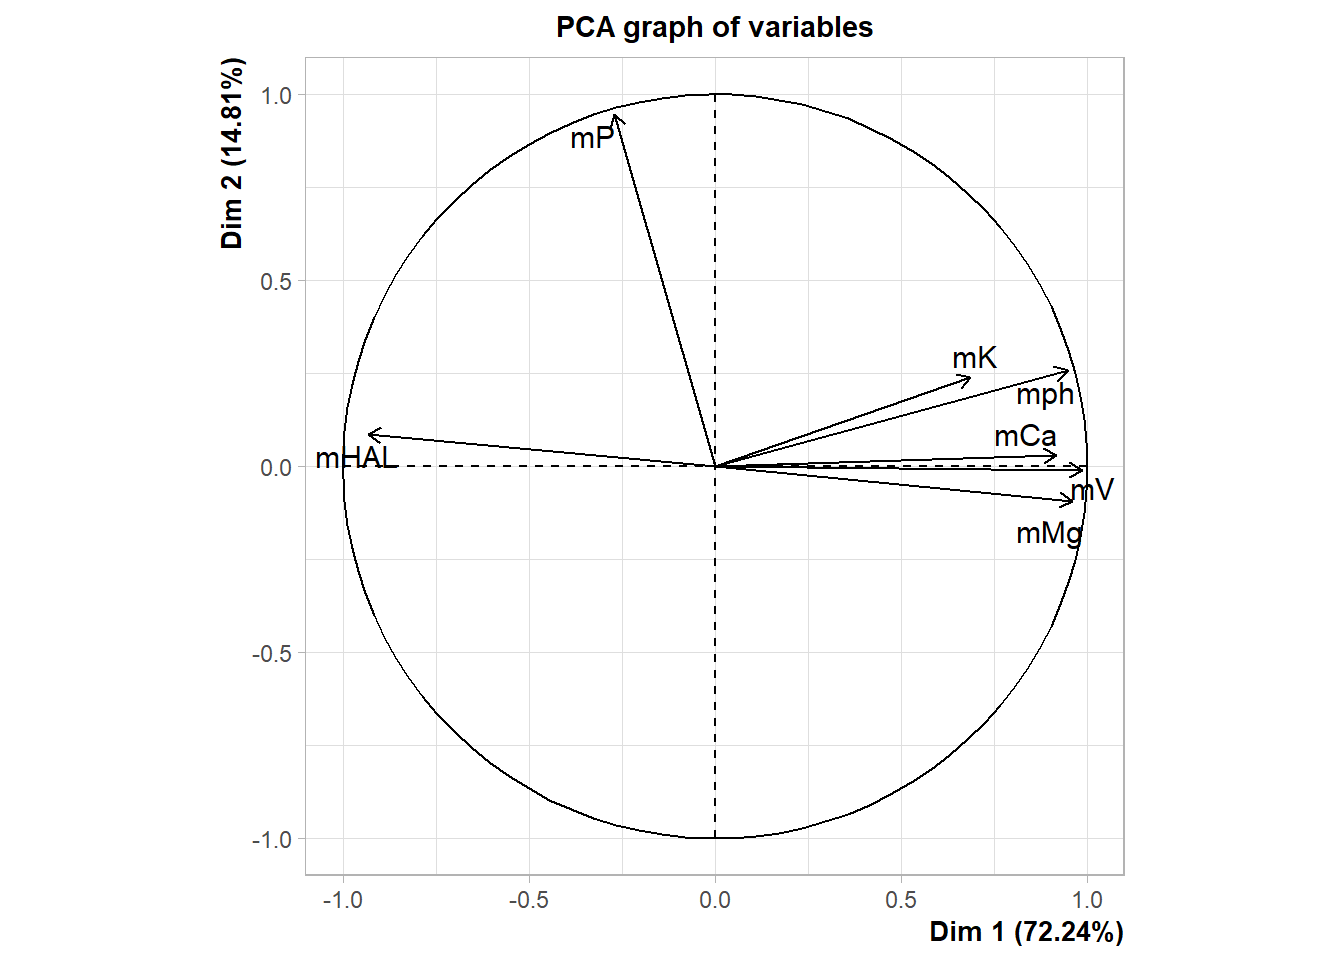 PCA graph of variables
Dim 2 (14.81%)
1.0
0.5
0.0
-0.5
-1.0
mP
mK
mph
mCa
mHAL
mV
mMg
-1.0 -0.5 0.0 0.5 1.0
Dim 1 (72.24%)